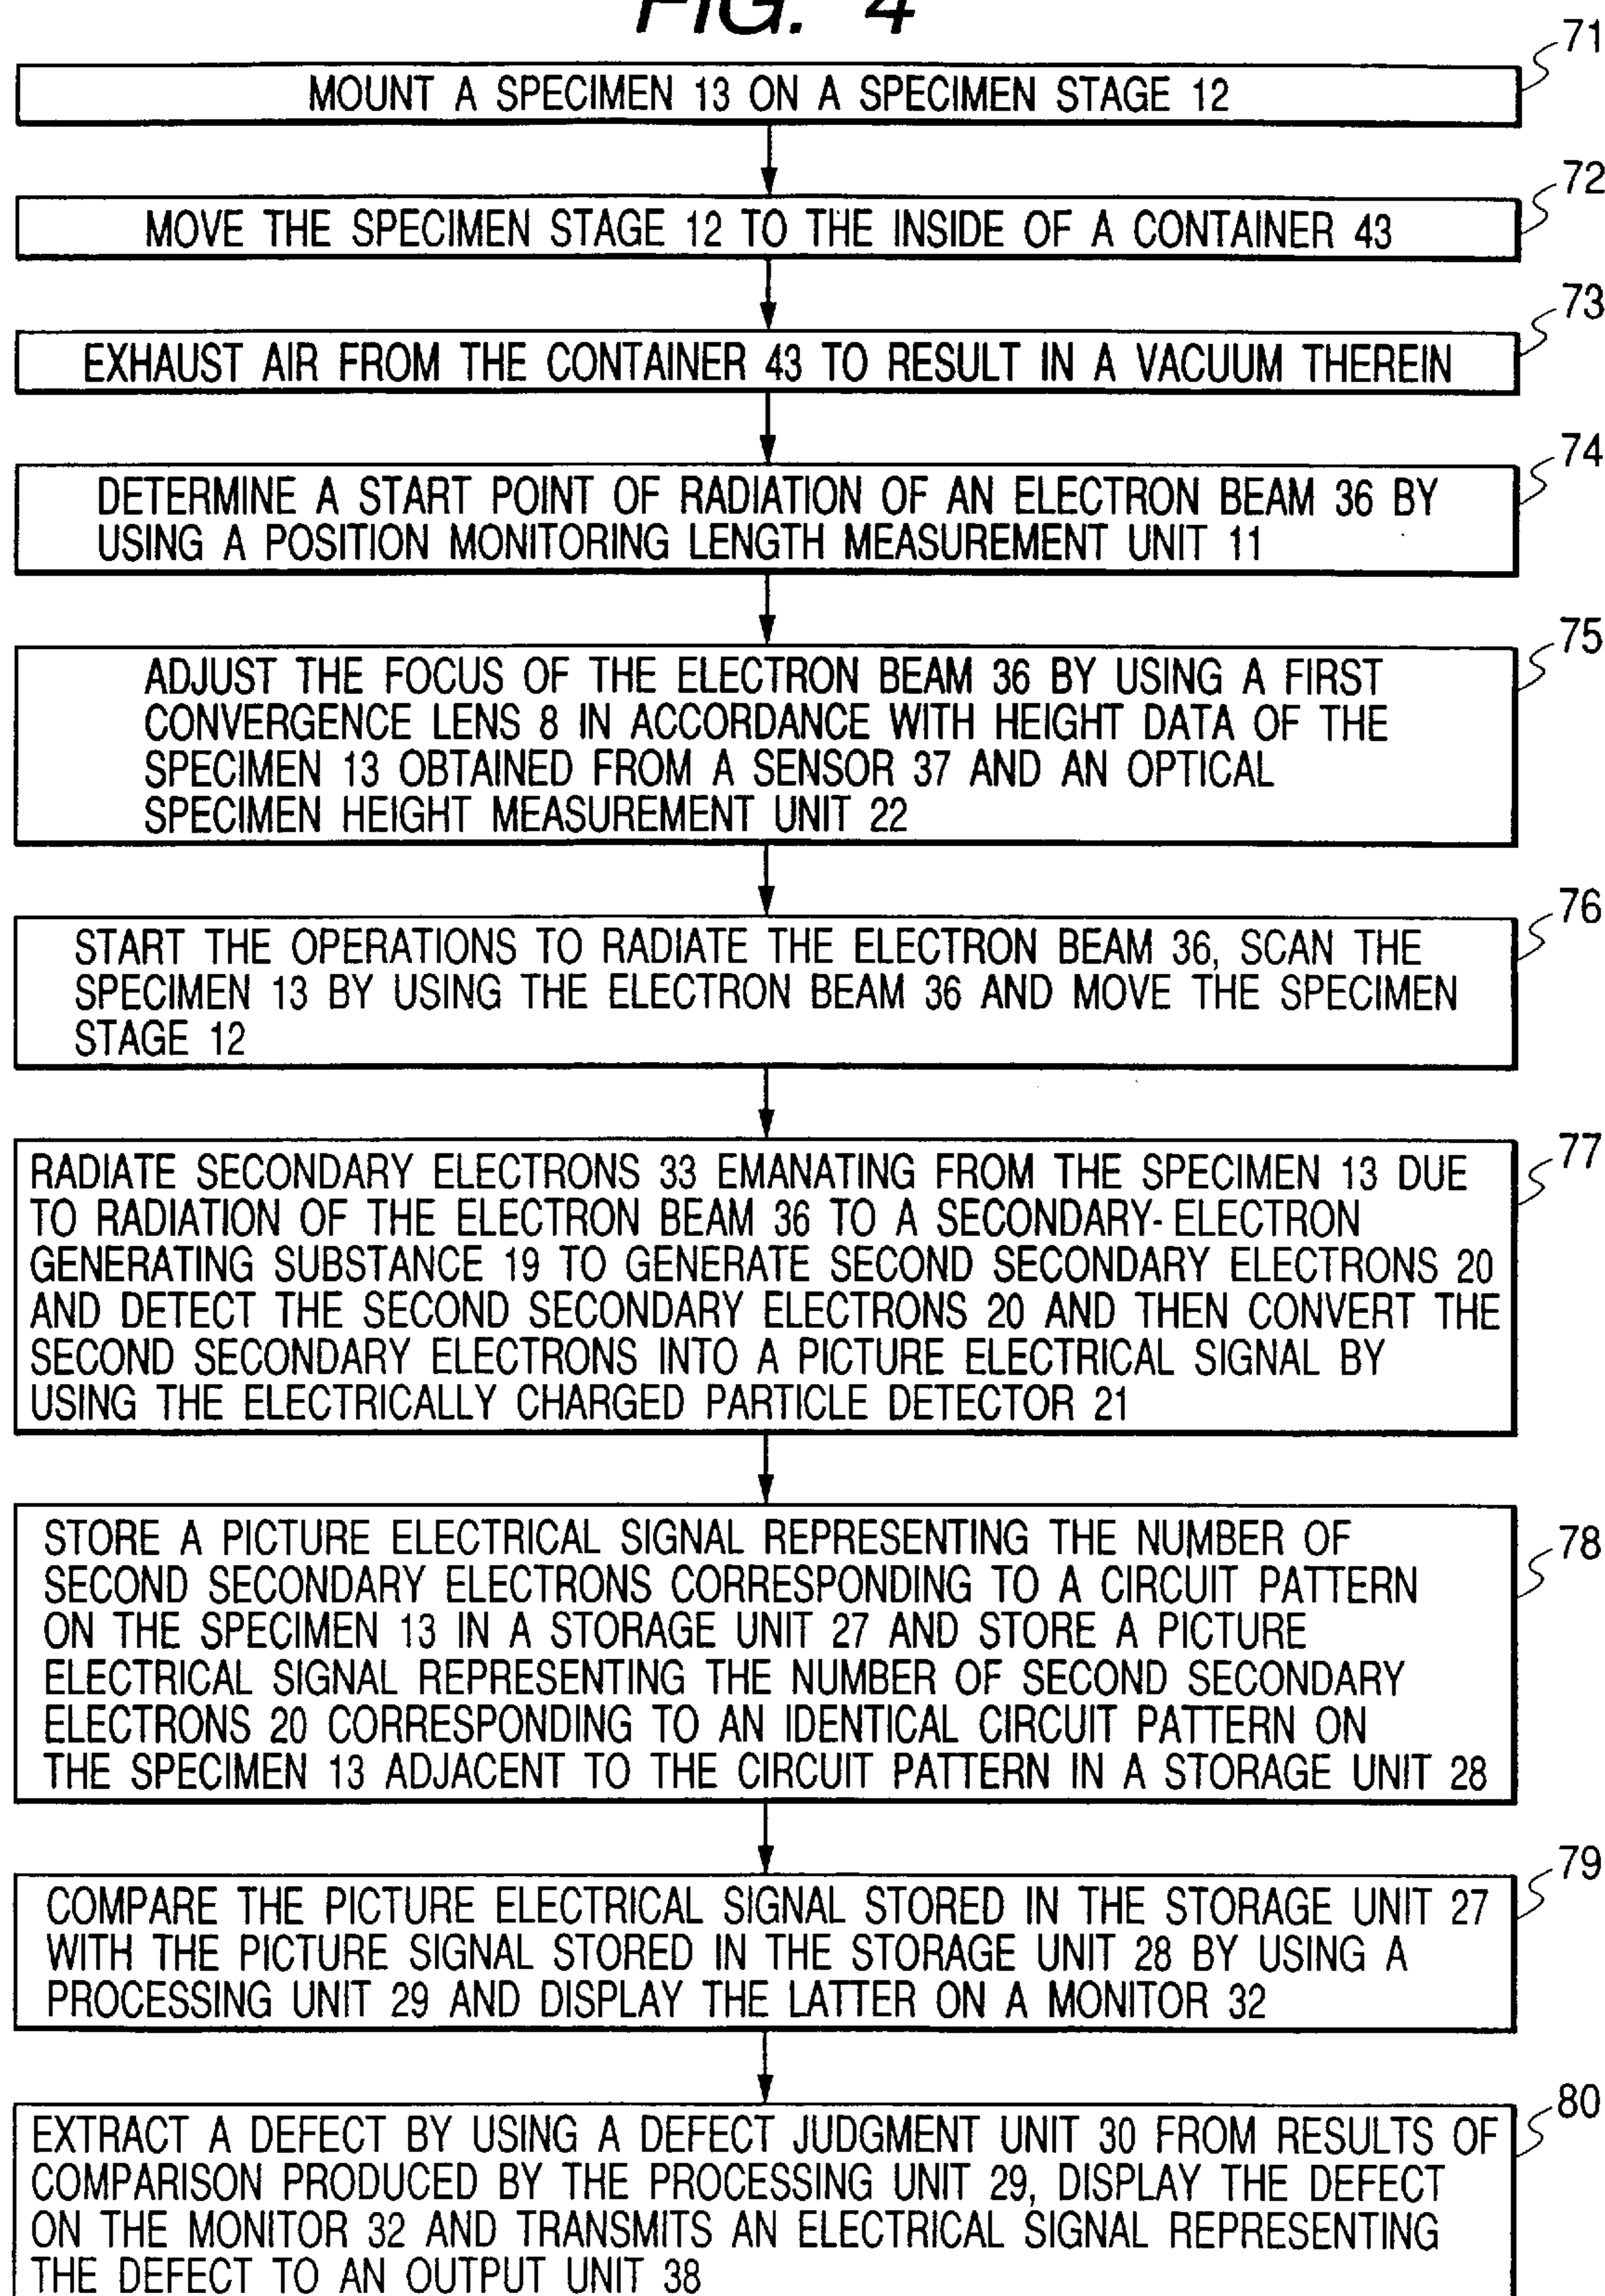 FIG. 4
71
MOUNT A SPECIMEN 13 ON A SPECIMEN STAGE 12
72
MOVE THE SPECIMEN STAGE 12 TO THE INSIDE OF A CONTAINER 43
73
EXHAUST AIR FROM THE CONTAINER 43 TO RESULT IN A VACUUM THEREIN
74
DETERMINE A START POINT OF RADIATION OF AN ELECTRON BEAM 36 BY
USING A POSITION MONITORING LENGTH MEASUREMENT UNIT 11
75
ADJUST THE FOCUS OF THE ELECTRON BEAM 36 BY USING A FIRST
CONVERGENCE LENS 8 IN ACCORDANCE WITH HEIGHT DATA OF THE
SPECIMEN 13 OBTAINED FROM A SENSOR 37 AND AN OPTICAL
SPECIMEN HEIGHT MEASUREMENT UNIT 22
76
START THE OPERATIONS TO RADIATE THE ELECTRON BEAM 36, SCAN THE
SPECIMEN 13 BY USING THE ELECTRON BEAM 36 AND MOVE THE SPECIMEN
STAGE 12
77
RADIATE SECONDARY ELECTRONS 33 EMANATING FROM THE SPECIMEN 13 DUE
TO RADIATION OF THE ELECTRON BEAM 36 TO A SECONDARY-ELECTRON
GENERATING SUBSTANCE 19 TO GENERATE SECOND SECONDARY ELECTRONS 20
AND DETECT THE SECOND SECONDARY ELECTRONS 20 AND THEN CONVERT THE
SECOND SECONDARY ELECTRONS INTO A PICTURE ELECTRICAL SIGNAL BY
USING THE ELECTRICALLY CHARGED PARTICLE DETECTOR 21
78
STORE A PICTURE ELECTRICAL SIGNAL REPRESENTING THE NUMBER OF
SECOND SECONDARY ELECTRONS CORRESPONDING TO A CIRCUIT PATTERN
ON THE SPECIMEN 13 IN A STORAGE UNIT 27 AND STORE A PICTURE
ELECTRICAL SIGNAL REPRESENTING THE NUMBER OF SECOND SECONDARY
ELECTRONS 20 CORRESPONDING TO AN IDENTICAL CIRCUIT PATTERN ON
THE SPECIMEN 13 ADJACENT TO THE CIRCUIT PATTERN IN A STORAGE UNIT 28
79
COMPARE THE PICTURE ELECTRICAL SIGNAL STORED IN THE STORAGE UNIT 27
WITH THE PICTURE SIGNAL STORED IN THE STORAGE UNIT 28 BY USING A
PROCESSING UNIT 29 AND DISPLAY THE LATTER ON A MONITOR 32
80
EXTRACT A DEFECT BY USING A DEFECT JUDGMENT UNIT 30 FROM RESULTS OF
COMPARISON PRODUCED BY THE PROCESSING UNIT 29, DISPLAY THE DEFECT
ON THE MONITOR 32 AND TRANSMITS AN ELECTRICAL SIGNAL REPRESENTING
THE DEFECT TO AN OUTPUT UNIT 38